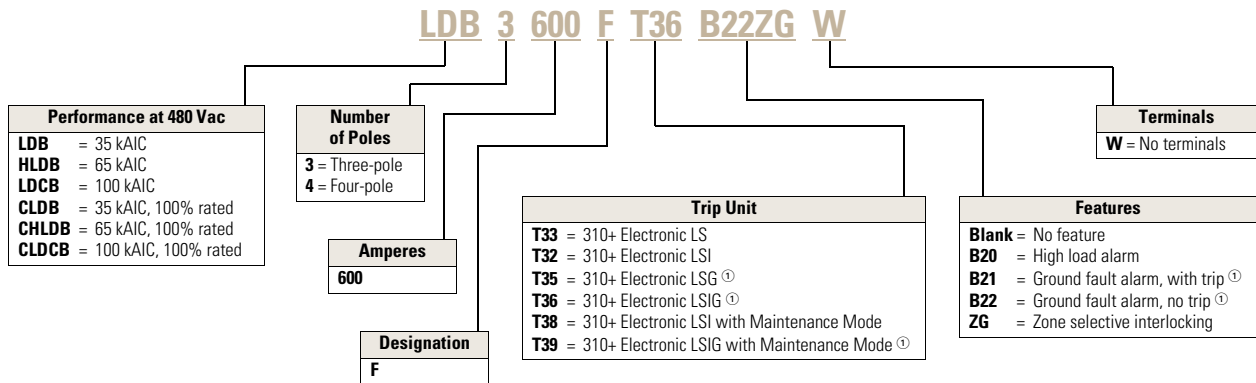 LDB 3 600 F T36 B22ZG W
Performance at 480 Vac
LDB = 35 kAIC
HLDB = 65 kAIC
LDCB = 100 kAIC
CLDB = 35 kAIC, 100% rated
CHLDB = 65 kAIC, 100% rated
CLDCB = 100 kAIC, 100% rated
Number
of Poles
3 = Three-pole
4 = Four-pole
Amperes
600
Designation
F
Trip Unit
T33 = 310+ Electronic LS
T32 = 310+ Electronic LSI
T35 = 310+ Electronic LSG ①
T36 = 310+ Electronic LSIG ①
T38 = 310+ Electronic LSI with Maintenance Mode
T39 = 310+ Electronic LSIG with Maintenance Mode ①
Features
Blank = No feature
B20 = High load alarm
B21 = Ground fault alarm, with trip ①
B22 = Ground fault alarm, no trip ①
ZG = Zone selective interlocking
Terminals
W = No terminals